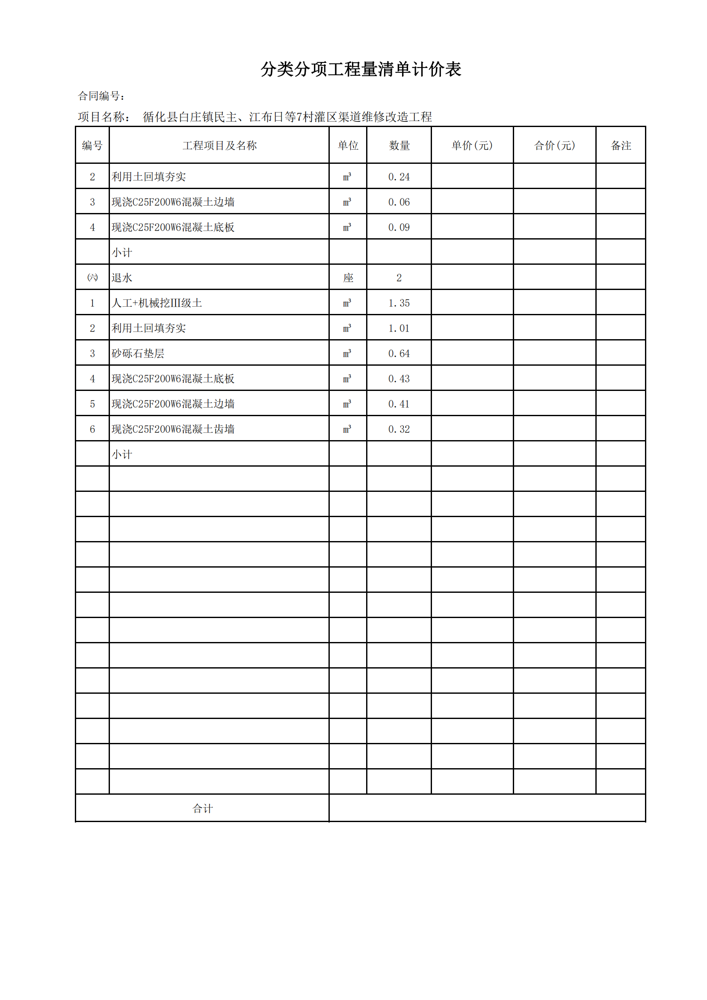 分类分项工程量清单计价表
合同编号：
项目名称： 循化县白庄镇民主、江布日等7村灌区渠道维修改造工程
编号 工程项目及名称 单位 数量 单价(元) 合价(元) 备注
2 利用土回填夯实 m³ 0.24
3 现浇C25F200W6混凝土边墙 m³ 0.06
4 现浇C25F200W6混凝土底板 m³ 0.09
小计
㈥ 退水 座 2
1 人工+机械挖Ⅲ级土 m³ 1.35
2 利用土回填夯实 m³ 1.01
3 砂砾石垫层 m³ 0.64
4 现浇C25F200W6混凝土底板 m³ 0.43
5 现浇C25F200W6混凝土边墙 m³ 0.41
6 现浇C25F200W6混凝土齿墙 m³ 0.32
小计
合计